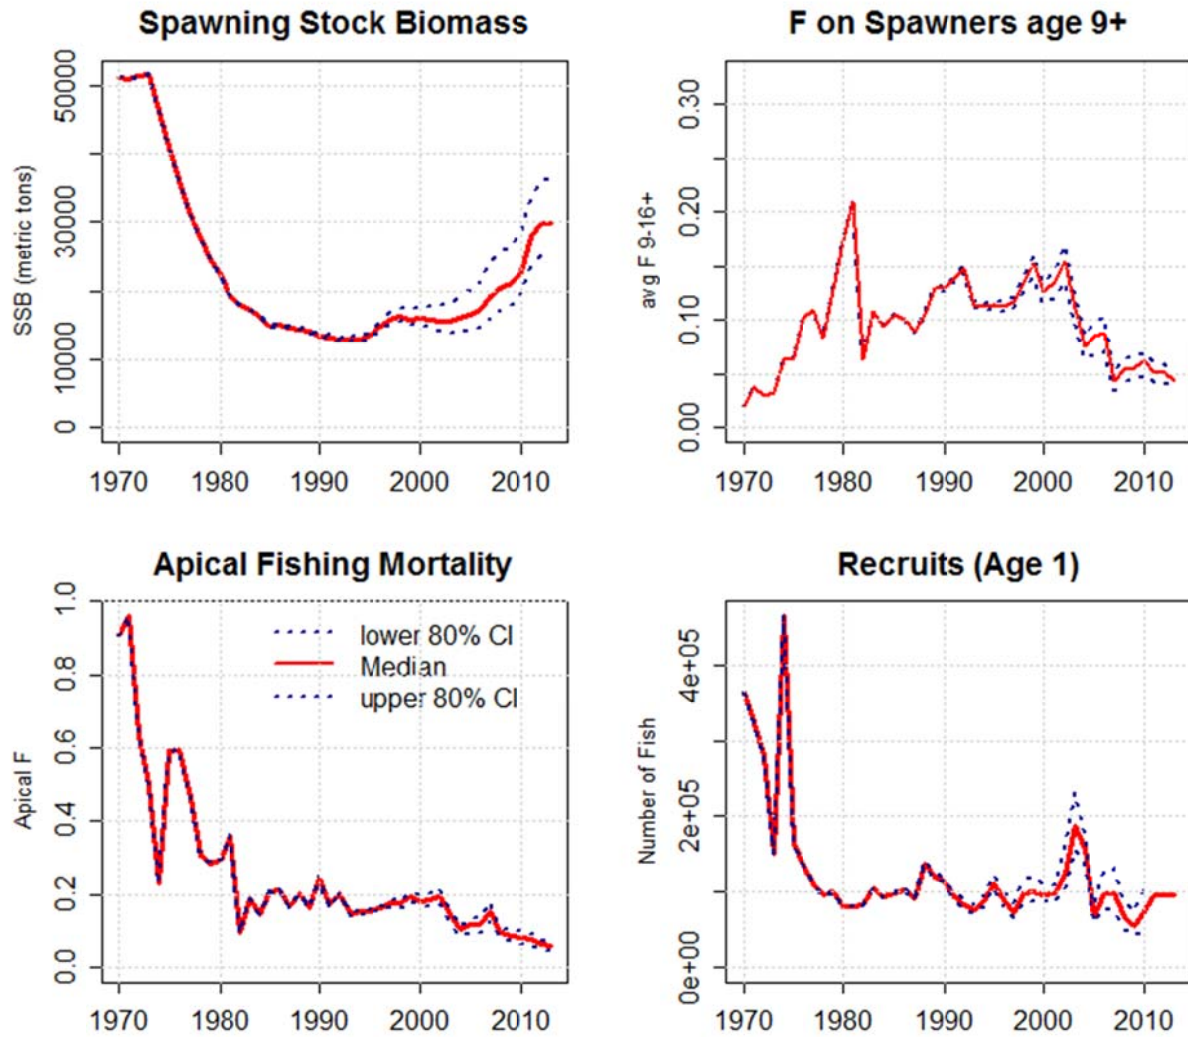 Spawning Stock Biomass
SSB (metric tons)
50000
30000
10000
0
1970 1980 1990 2000 2010
F on Spawners age 9+
avg F 9-16+
0.30
0.20
0.10
0.00
1970 1980 1990 2000 2010
Apical Fishing Mortality
Apical F
1.0
0.8
0.6
0.4
0.2
0.0
lower 80% CI
Median
upper 80% CI
1970 1980 1990 2000 2010
Recruits (Age 1)
Number of Fish
4e+05
2e+05
0e+00
1970 1980 1990 2000 2010